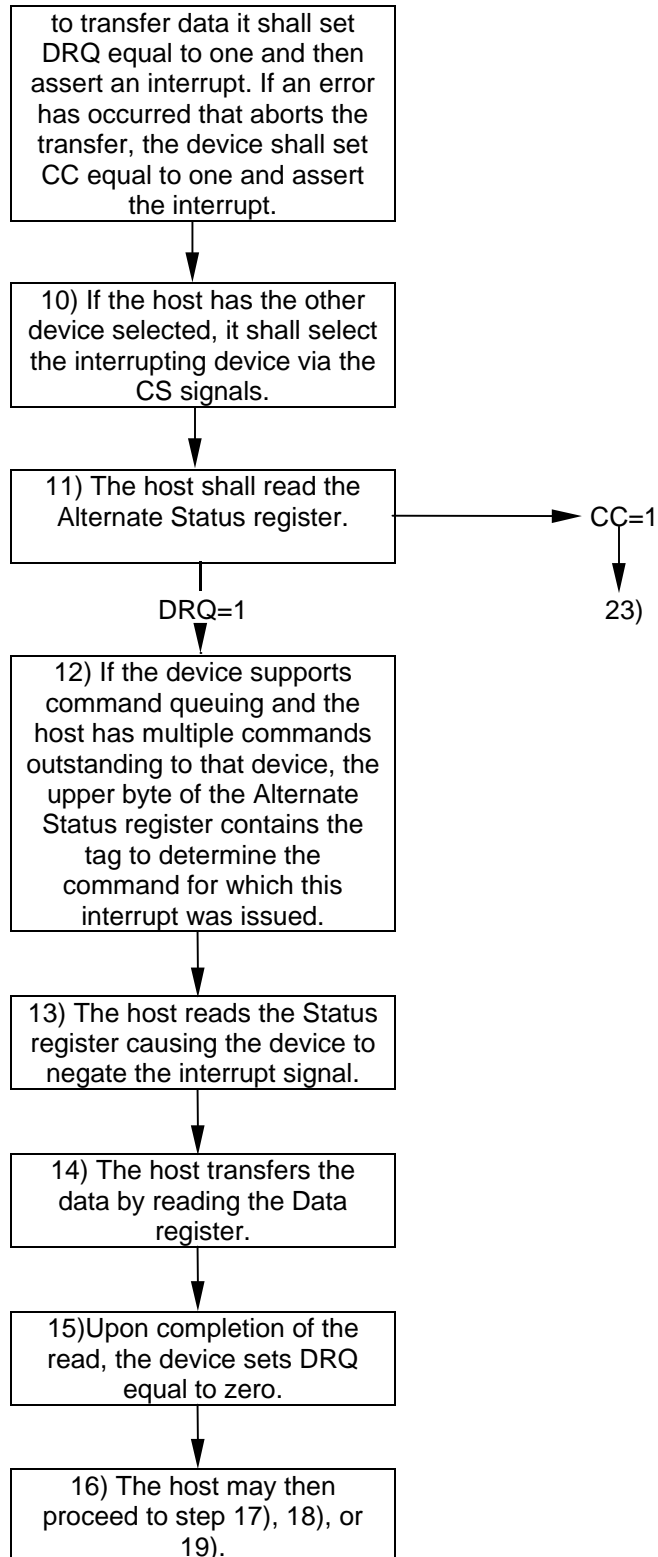 to transfer data it shall set
DRQ equal to one and then
assert an interrupt. If an error
has occurred that aborts the
transfer, the device shall set
CC equal to one and assert
the interrupt.
10) If the host has the other
device selected, it shall select
the interrupting device via the
CS signals.
11) The host shall read the
Alternate Status register.
CC=1
DRQ=1
23)
12) If the device supports
command queuing and the
host has multiple commands
outstanding to that device, the
upper byte of the Alternate
Status register contains the
tag to determine the
command for which this
interrupt was issued.
13) The host reads the Status
register causing the device to
negate the interrupt signal.
14) The host transfers the
data by reading the Data
register.
15)Upon completion of the
read, the device sets DRQ
equal to zero.
16) The host may then
proceed to step 17), 18), or
19).